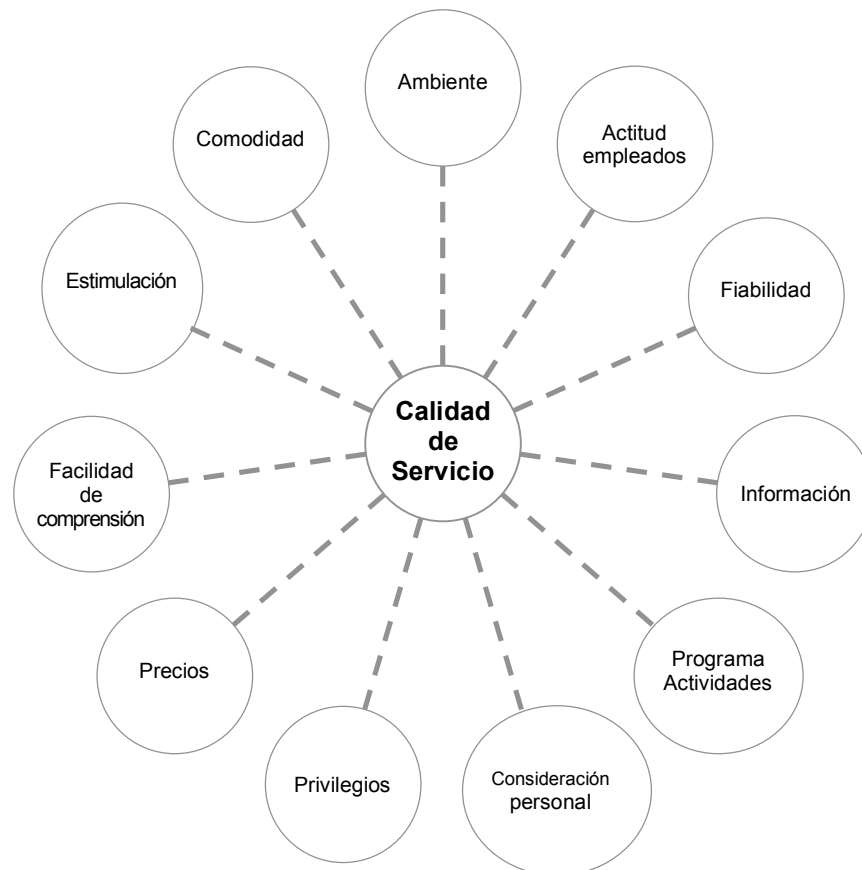 Ambiente
Actitud
empleados
Comodidad
Estimulación
Fiabilidad
Calidad
de
Servicio
Facilidad
de
comprensión
Información
Precios
Programa
Actividades
Privilegios
Consideración
personal